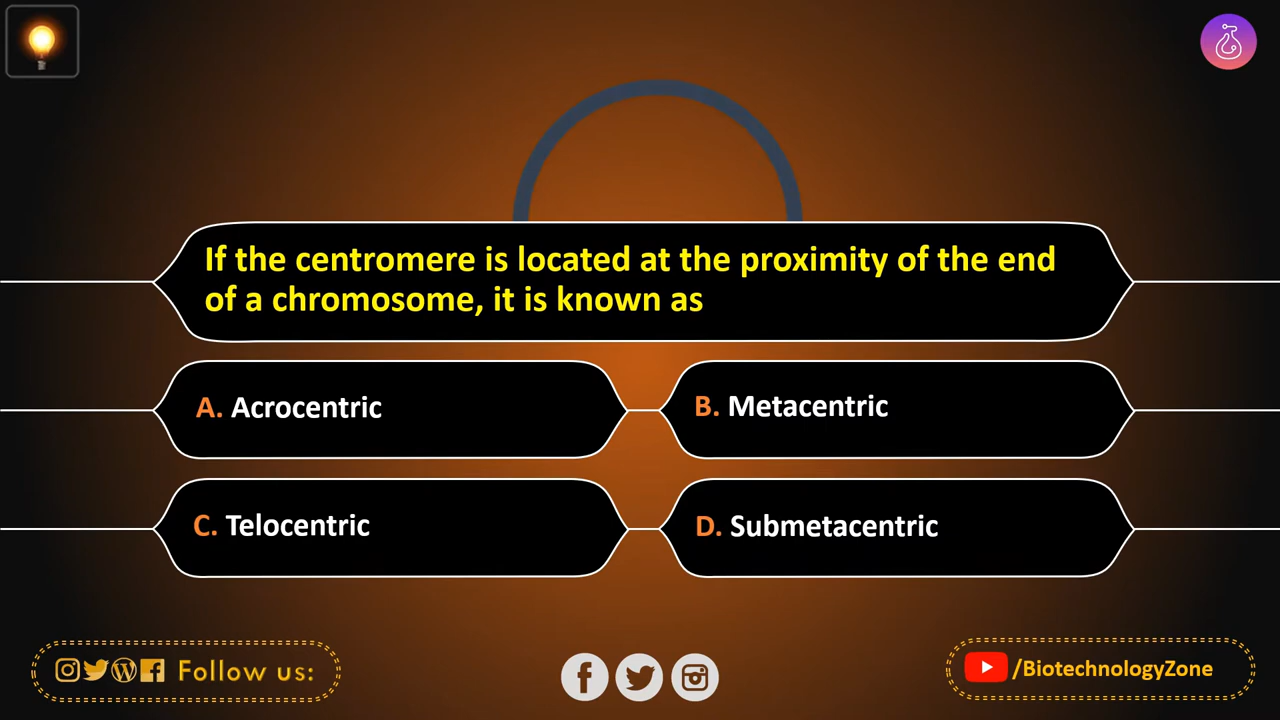 If the centromere is located at the proximity of the end
of a chromosome, it is known as
A. Acrocentric
B. Metacentric
C. Telocentric
D. Submetacentric
Follow us:
/BiotechnologyZone